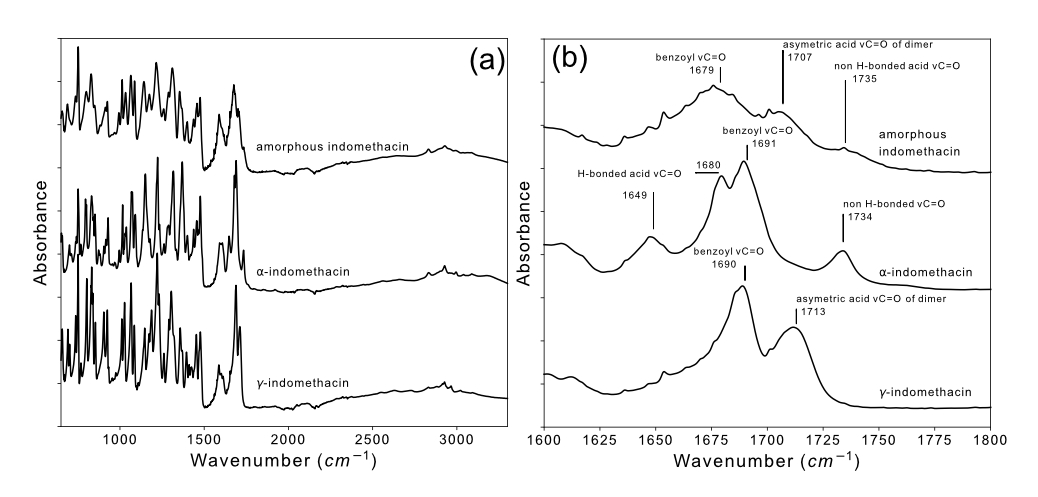 (a)
amorphous indomethacin
α-indomethacin
γ-indomethacin
Absorbance
1000 1500 2000 2500 3000
Wavenumber (cm−1)
(b)
asymetric acid vC=O of dimer
1707
benzoyl vC=O
1679
non H-bonded acid vC=O
1735
amorphous
indomethacin
benzoyl vC=O
1691
1680
H-bonded acid vC=O
1649
non H-bonded vC=O
1734
α-indomethacin
benzoyl vC=O
1690
asymetric acid vC=O of dimer
1713
γ-indomethacin
Absorbance
1600 1625 1650 1675 1700 1725 1750 1775 1800
Wavenumber (cm−1)